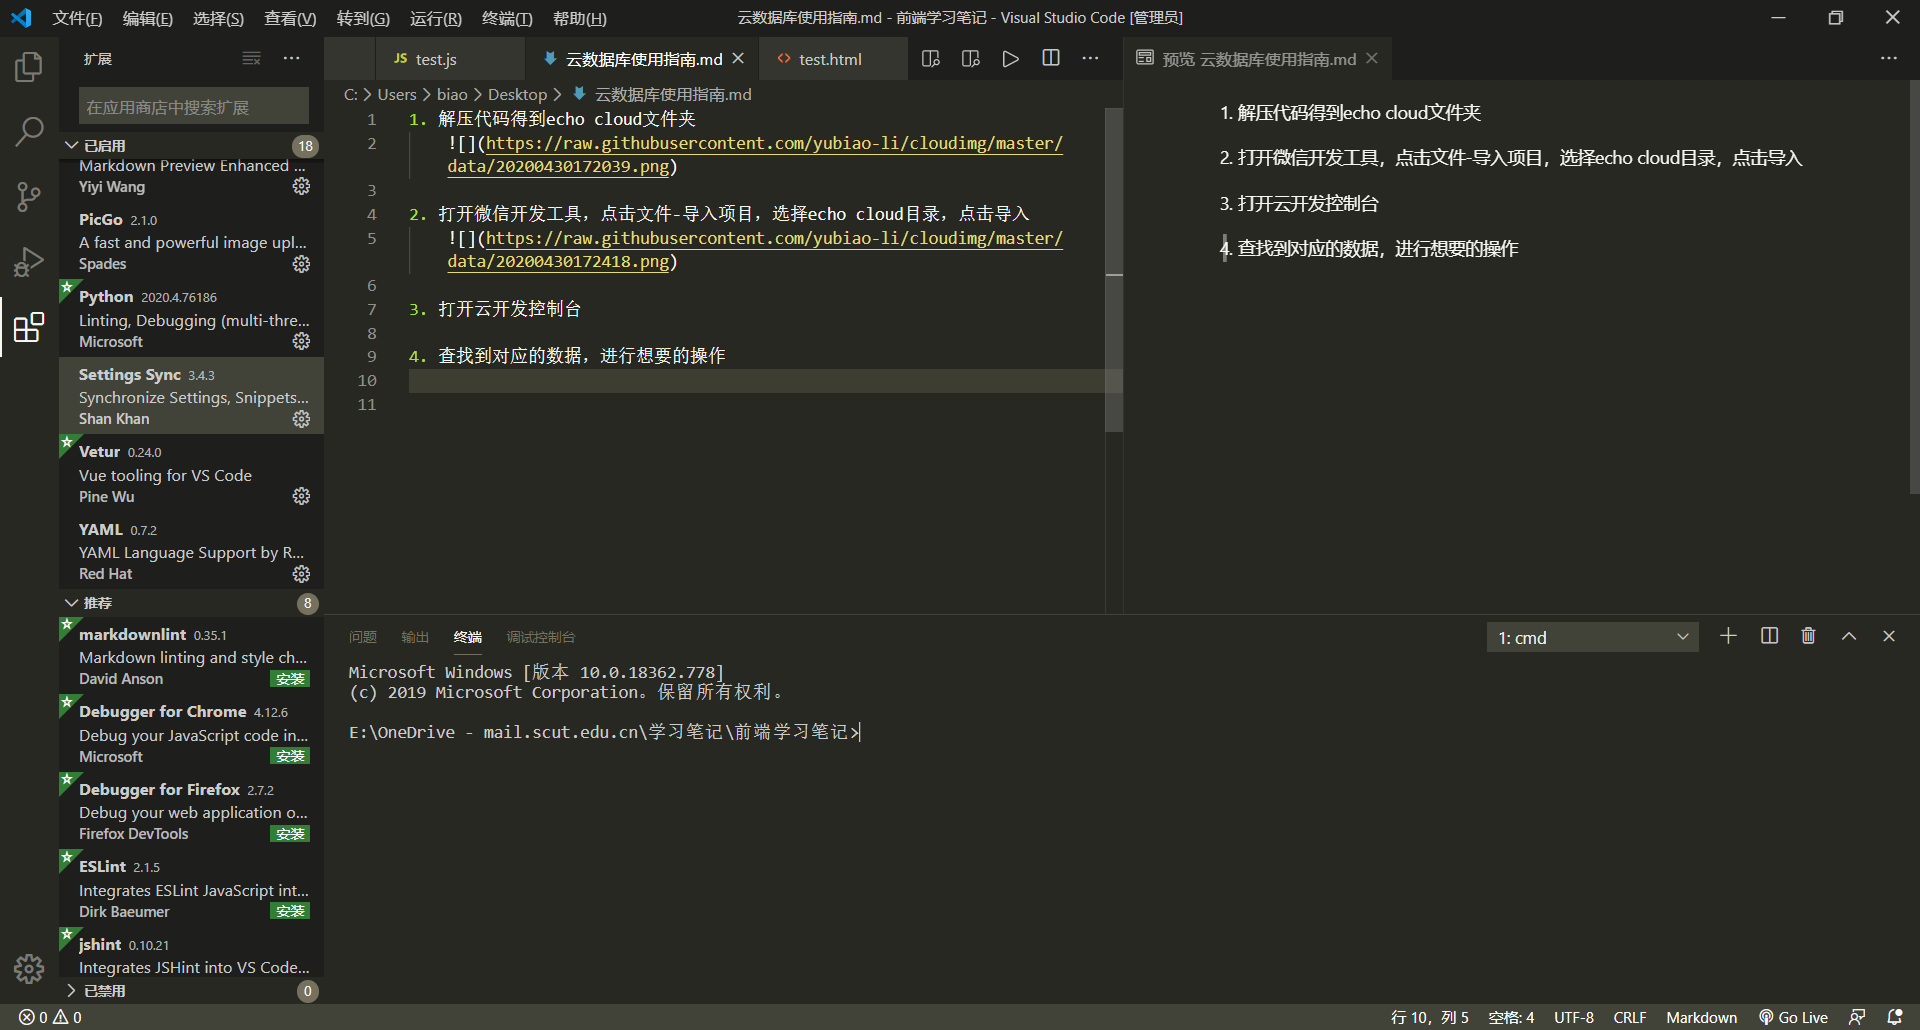 文件(F) 编辑(E) 选择(S) 查看(V) 转到(G) 运行(R) 终端(T) 帮助(H) 云数据库使用指南.md - 前端学习笔记 - Visual Studio Code [管理员]
扩展
在应用商店中搜索扩展
已启用 18
Markdown Preview Enhanced ...
Yiyi Wang
PicGo 2.1.0
A fast and powerful image upl...
Spades
Python 2020.4.76186
Linting, Debugging (multi-thre...
Microsoft
Settings Sync 3.4.3
Synchronize Settings, Snippets...
Shan Khan
Vetur 0.24.0
Vue tooling for VS Code
Pine Wu
YAML 0.7.2
YAML Language Support by R...
Red Hat
推荐 8
markdownlint 0.35.1
Markdown linting and style ch...
David Anson 安装
Debugger for Chrome 4.12.6
Debug your JavaScript code in...
Microsoft 安装
Debugger for Firefox 2.7.2
Debug your web application o...
Firefox DevTools 安装
ESLint 2.1.5
Integrates ESLint JavaScript int...
Dirk Baeumer 安装
jshint 0.10.21
Integrates JSHint into VS Code...
已禁用 0
JS test.js 云数据库使用指南.md test.html
C: > Users > biao > Desktop > 云数据库使用指南.md
1 1. 解压代码得到echo cloud文件夹
2 ![](https://raw.githubusercontent.com/yubiao-li/cloudimg/master/
data/20200430172039.png)
3
4 2. 打开微信开发工具，点击文件-导入项目，选择echo cloud目录，点击导入
5 ![](https://raw.githubusercontent.com/yubiao-li/cloudimg/master/
data/20200430172418.png)
6
7 3. 打开云开发控制台
8
9 4. 查找到对应的数据，进行想要的操作
10
11
预览 云数据库使用指南.md
1. 解压代码得到echo cloud文件夹
2. 打开微信开发工具，点击文件-导入项目，选择echo cloud目录，点击导入
3. 打开云开发控制台
4. 查找到对应的数据，进行想要的操作
问题 输出 终端 调试控制台 1: cmd
Microsoft Windows [版本 10.0.18362.778]
(c) 2019 Microsoft Corporation。保留所有权利。
E:\OneDrive - mail.scut.edu.cn\学习笔记\前端学习笔记>
0 0 行 10，列 5 空格: 4 UTF-8 CRLF Markdown Go Live